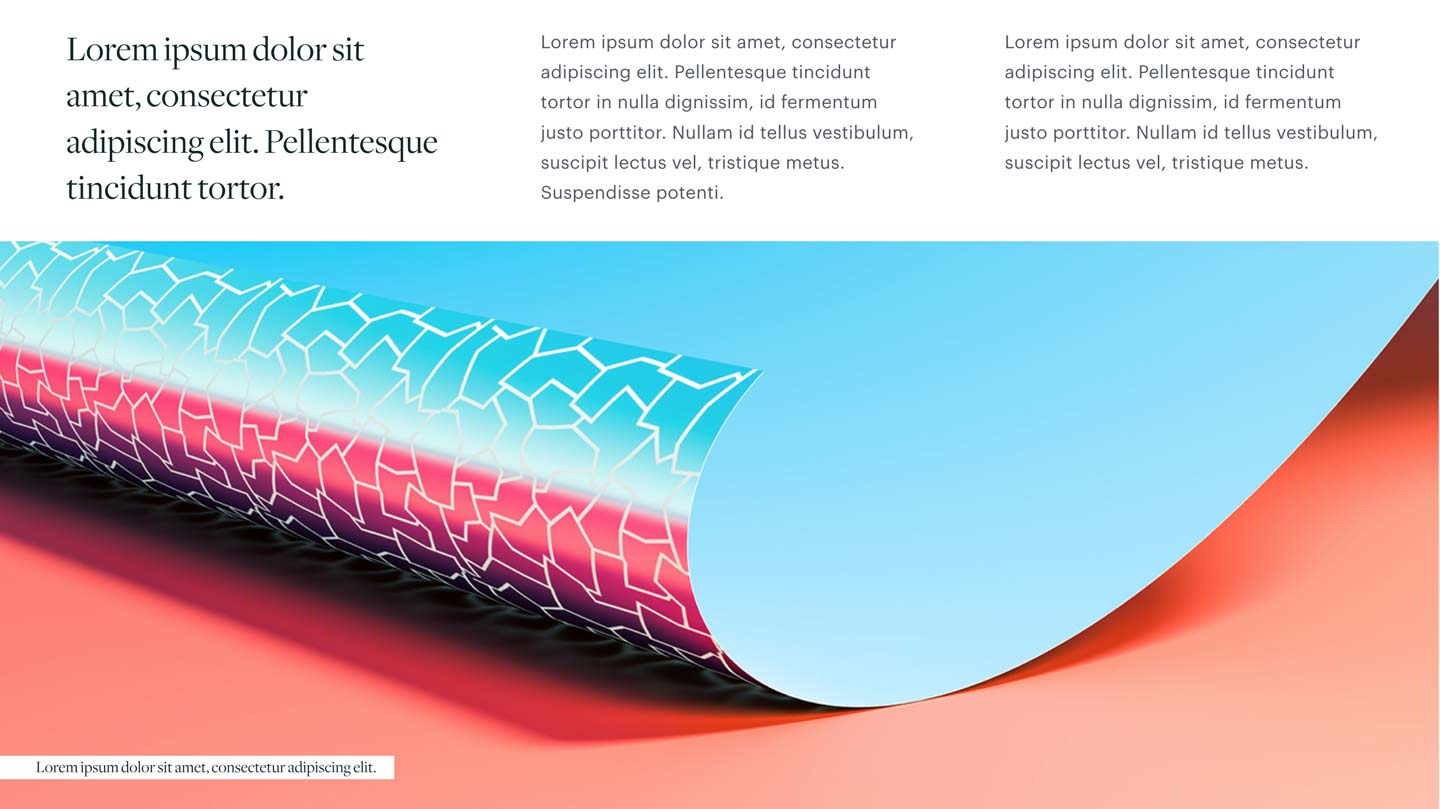 Lorem ipsum dolor sit
amet, consectetur
adipiscing elit. Pellentesque
tincidunt tortor.
Lorem ipsum dolor sit amet, consectetur
adipiscing elit. Pellentesque tincidunt
tortor in nulla dignissim, id fermentum
justo porttitor. Nullam id tellus vestibulum,
suscipit lectus vel, tristique metus.
Suspendisse potenti.
Lorem ipsum dolor sit amet, consectetur
adipiscing elit. Pellentesque tincidunt
tortor in nulla dignissim, id fermentum
justo porttitor. Nullam id tellus vestibulum,
suscipit lectus vel, tristique metus.
Lorem ipsum dolor sit amet, consectetur adipiscing elit.